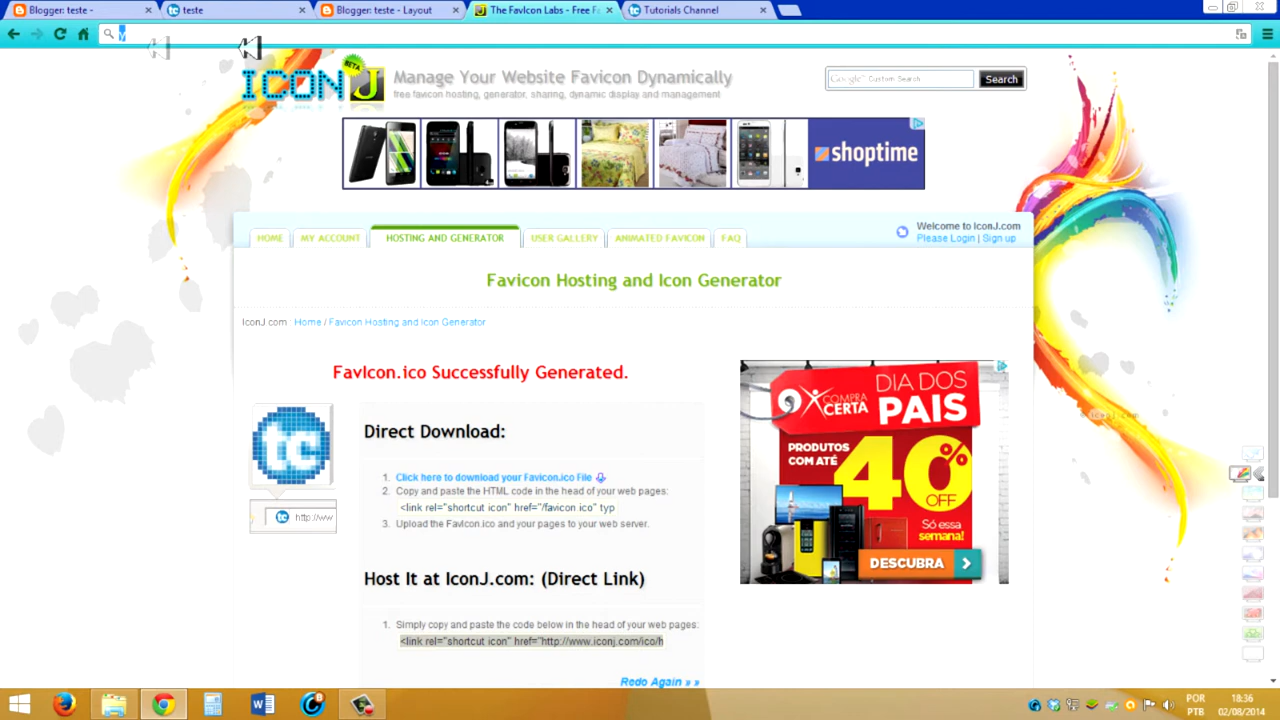 Blogger: teste -
teste
Blogger: teste - Layout
The FavIcon Labs - Free Fa
Tutorials Channel
y
ICON J
BETA
Manage Your Website Favicon Dynamically
free favicon hosting, generator, sharing, dynamic display and management
Google™ Custom Search
Search
shoptime
HOME
MY ACCOUNT
HOSTING AND GENERATOR
USER GALLERY
ANIMATED FAVICON
FAQ
Welcome to IconJ.com
Please Login | Sign up
Favicon Hosting and Icon Generator
IconJ.com : Home / Favicon Hosting and Icon Generator
FavIcon.ico Successfully Generated.
tc
http://ww
Direct Download:
1. Click here to download your Favicon.ico File
2. Copy and paste the HTML code in the head of your web pages:
<link rel="shortcut icon" href="/favicon.ico" typ
3. Upload the FavIcon.ico and your pages to your web server.
Host It at IconJ.com: (Direct Link)
1. Simply copy and paste the code below in the head of your web pages:
<link rel="shortcut icon" href="http://www.iconj.com/ico/h
Redo Again » »
COMPRA CERTA
DIA DOS
PAIS
PRODUTOS
COM ATÉ
40%
OFF
Só essa
semana!
DESCUBRA
POR
PTB
18:36
02/08/2014